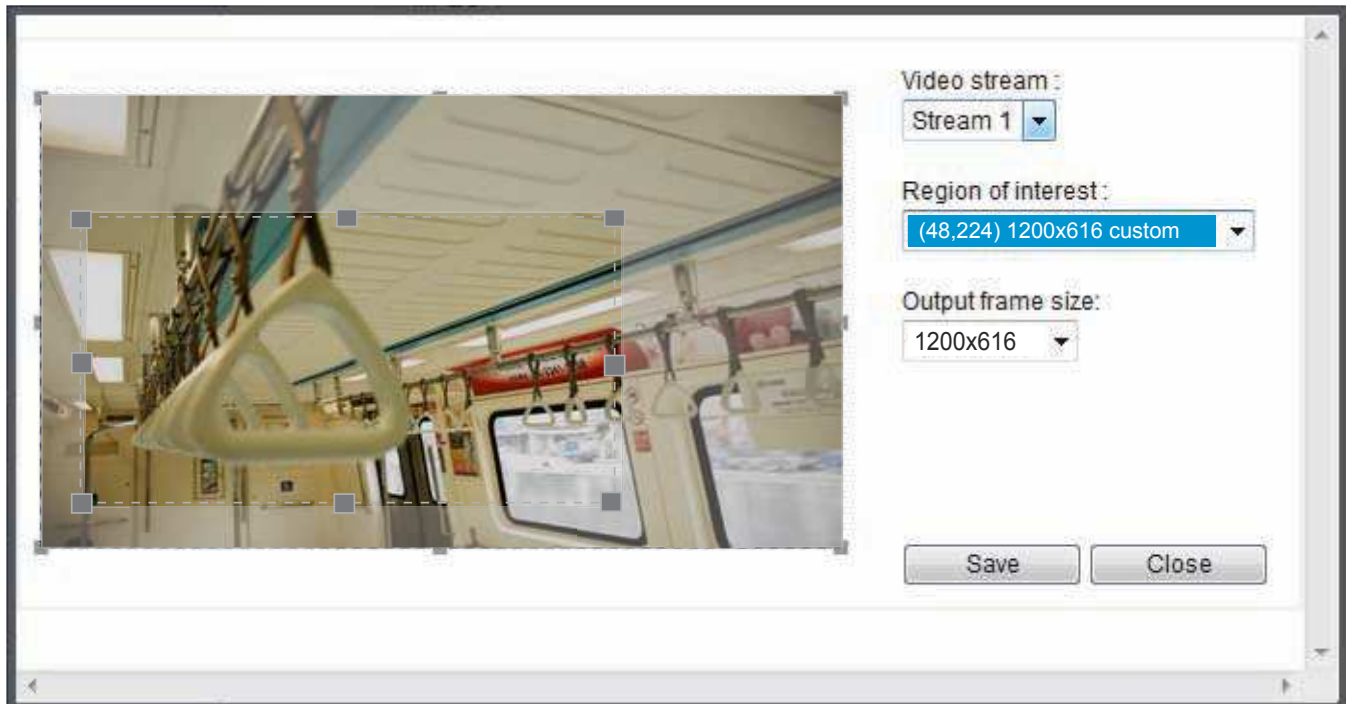 Video stream :
Stream 1
Region of interest :
(48,224) 1200x616 custom
Output frame size:
1200x616
Save
Close